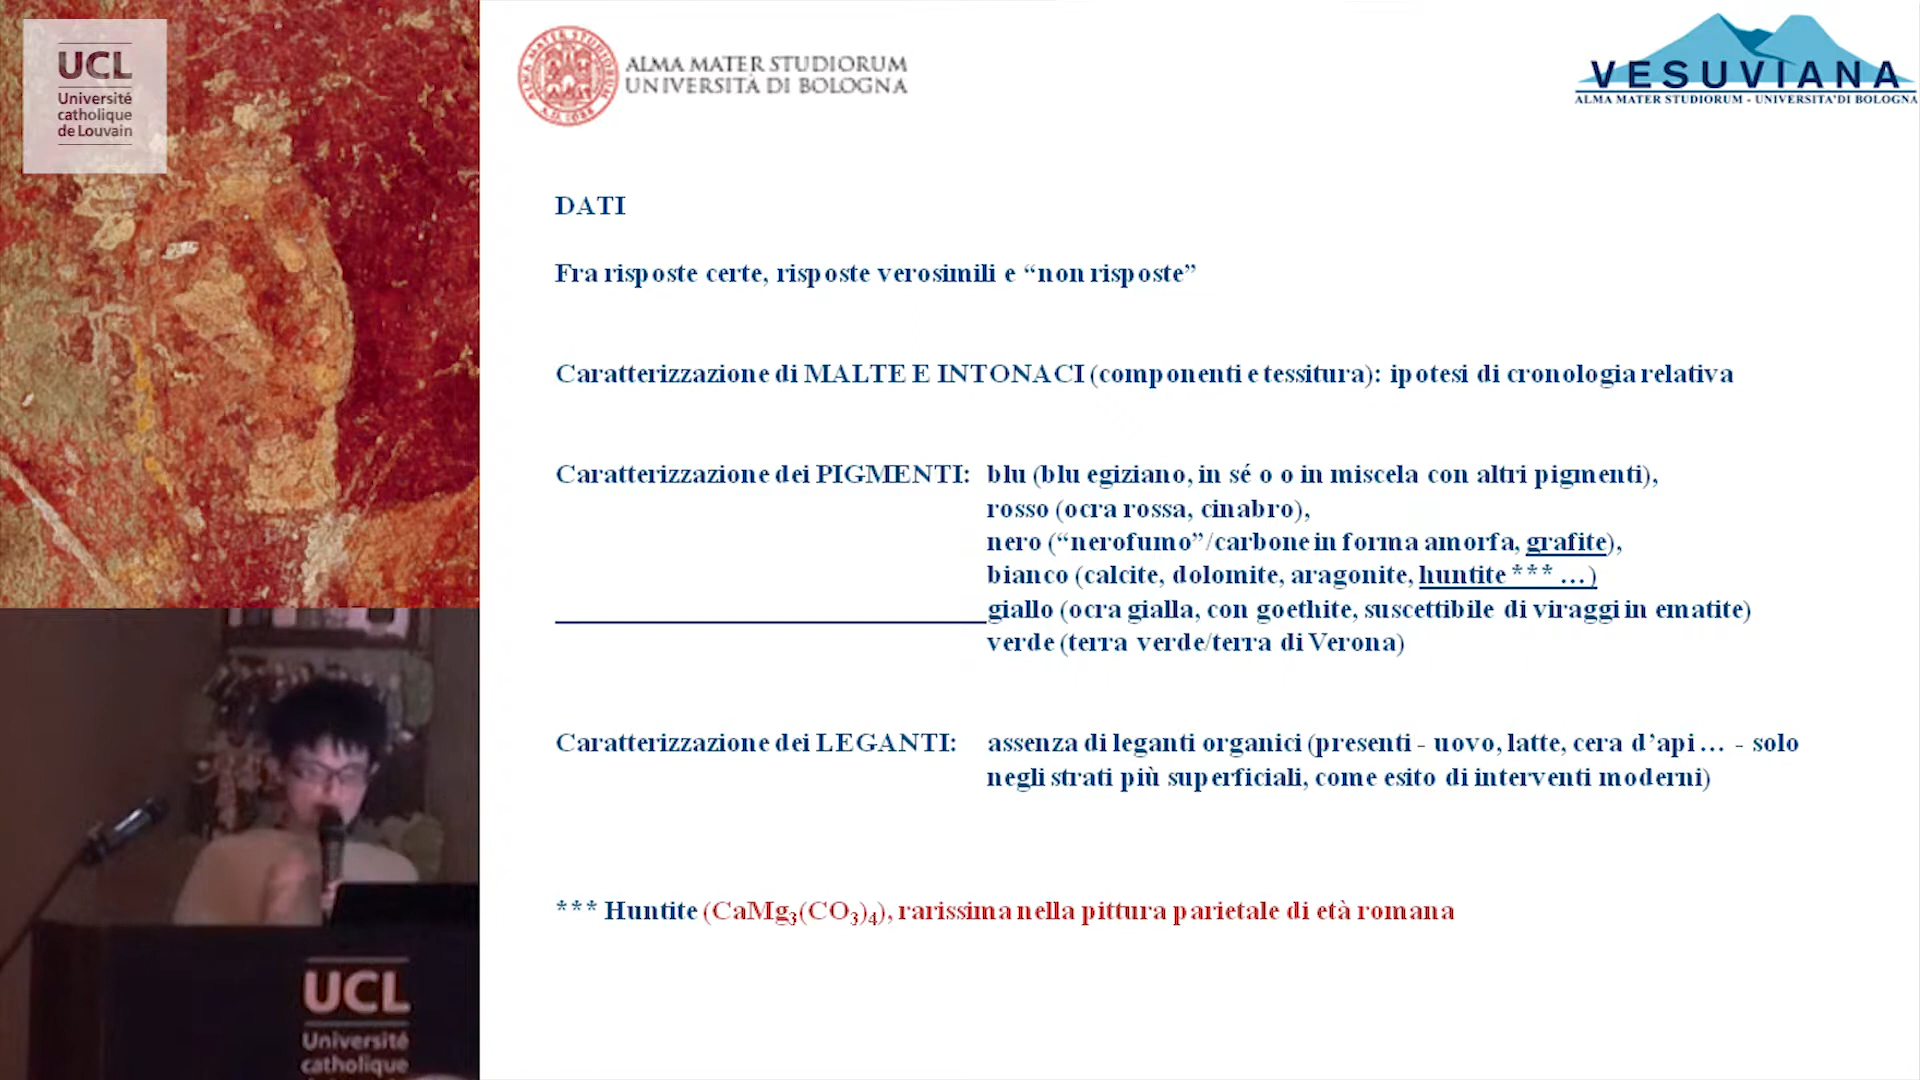 UCL
Université
catholique
de Louvain
ALMA MATER STUDIORUM
UNIVERSITÀ DI BOLOGNA
VESUVIANA
ALMA MATER STUDIORUM - UNIVERSITA'DI BOLOGNA
DATI
Fra risposte certe, risposte verosimili e “non risposte”
Caratterizzazione di MALTE E INTONACI (componenti e tessitura): ipotesi di cronologia relativa
Caratterizzazione dei PIGMENTI: blu (blu egiziano, in sé o o in miscela con altri pigmenti),
rosso (ocra rossa, cinabro),
nero (“nerofumo”/carbone in forma amorfa, grafite),
bianco (calcite, dolomite, aragonite, huntite *** …)
giallo (ocra gialla, con goethite, suscettibile di viraggi in ematite)
verde (terra verde/terra di Verona)
Caratterizzazione dei LEGANTI: assenza di leganti organici (presenti - uovo, latte, cera d’api … - solo
negli strati più superficiali, come esito di interventi moderni)
*** Huntite (CaMg3(CO3)4), rarissima nella pittura parietale di età romana
UCL
Université
catholique